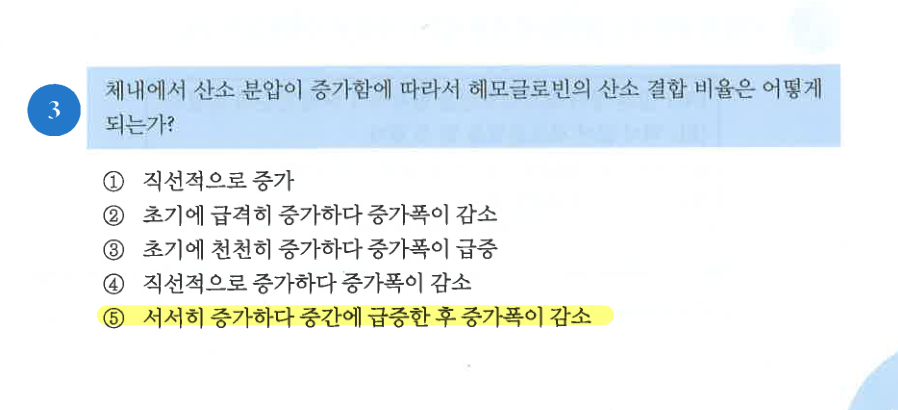 3
체내에서 산소 분압이 증가함에 따라서 헤모글로빈의 산소 결합 비율은 어떻게
되는가?
① 직선적으로 증가
② 초기에 급격히 증가하다 증가폭이 감소
③ 초기에 천천히 증가하다 증가폭이 급증
④ 직선적으로 증가하다 증가폭이 감소
⑤ 서서히 증가하다 중간에 급증한 후 증가폭이 감소